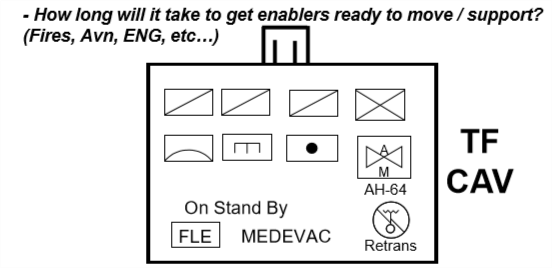 - How long will it take to get enablers ready to move / support?
(Fires, Avn, ENG, etc…)
TF
CAV
A
M
AH-64
On Stand By
FLE MEDEVAC
Retrans